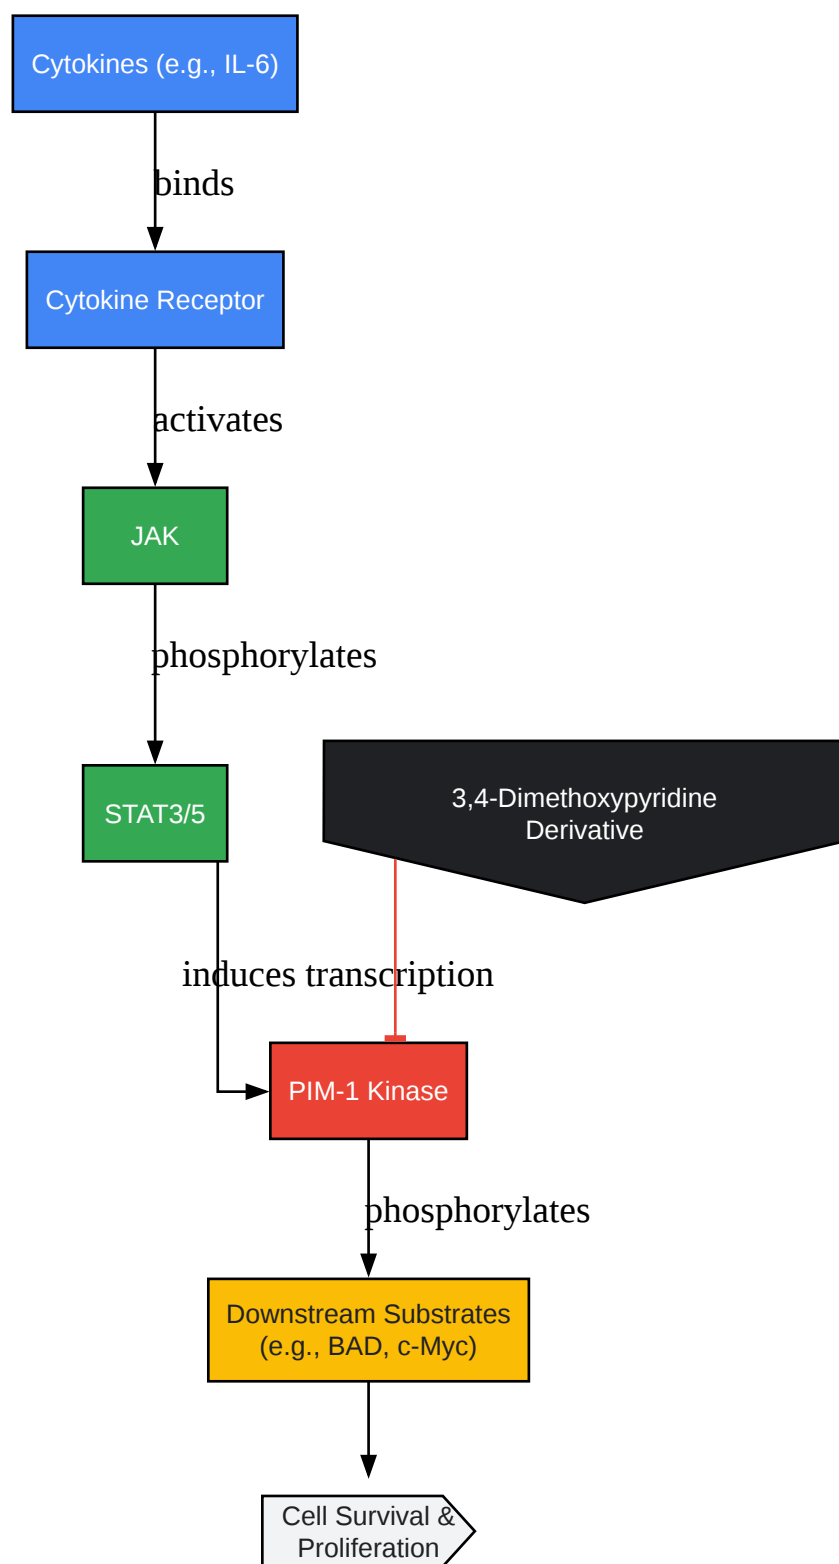 Cytokines (e.g., IL-6)
binds
Cytokine Receptor
activates
JAK
phosphorylates
STAT3/5
3,4-Dimethoxypyridine
Derivative
induces transcription
PIM-1 Kinase
phosphorylates
Downstream Substrates
(e.g., BAD, c-Myc)
Cell Survival &
Proliferation